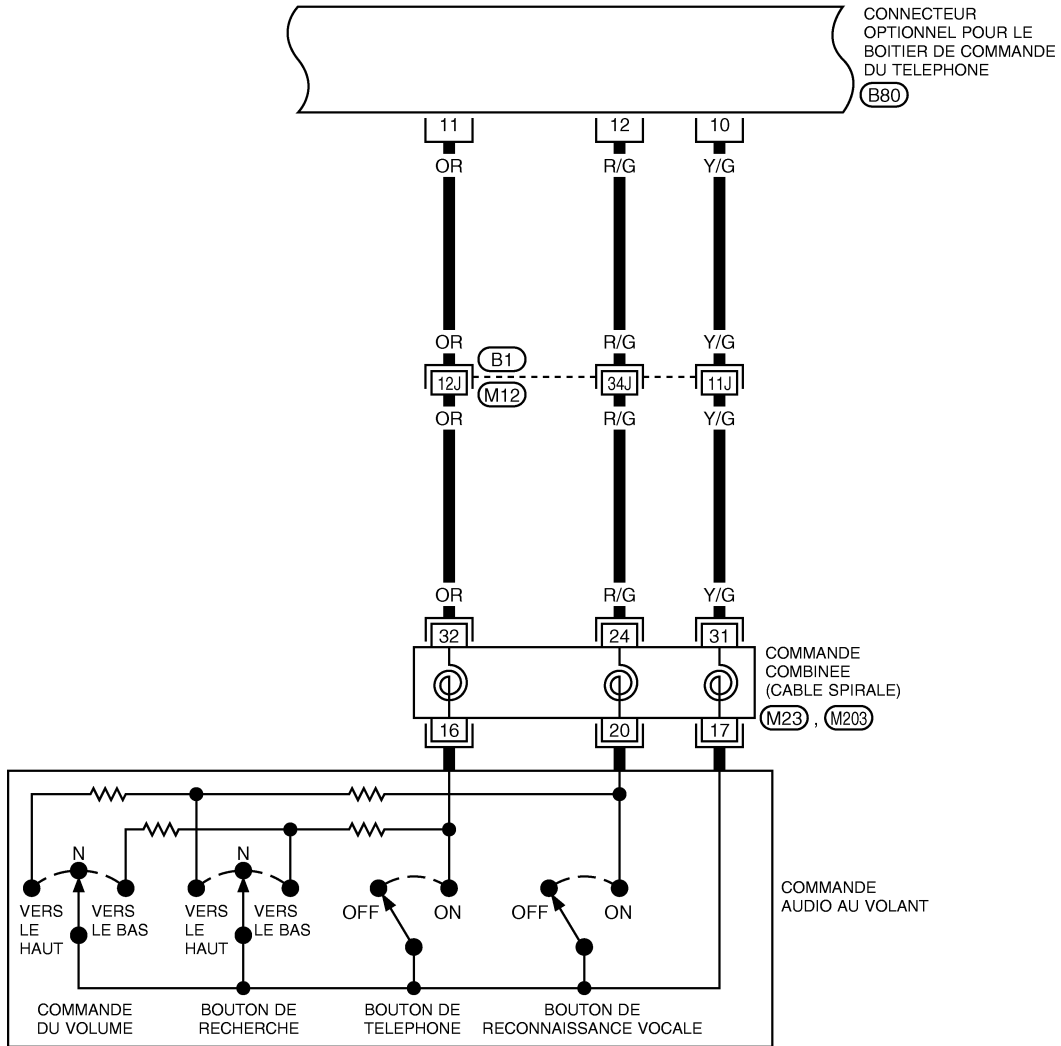 CONNECTEUR
OPTIONNEL POUR LE
BOITIER DE COMMANDE
DU TELEPHONE
B80
11 12 10
OR R/G Y/G
OR R/G Y/G
B1
12J 34J 11J
M12
OR R/G Y/G
OR R/G Y/G
32 24 31
COMMANDE
COMBINEE
(CABLE SPIRALE)
M23 , M203
16 20 17
N N
VERS
LE
HAUT
VERS
LE BAS
VERS
LE
HAUT
VERS
LE BAS
OFF ON OFF ON
COMMANDE
AUDIO AU VOLANT
COMMANDE
DU VOLUME
BOUTON DE
RECHERCHE
BOUTON DE
TELEPHONE
BOUTON DE
RECONNAISSANCE VOCALE